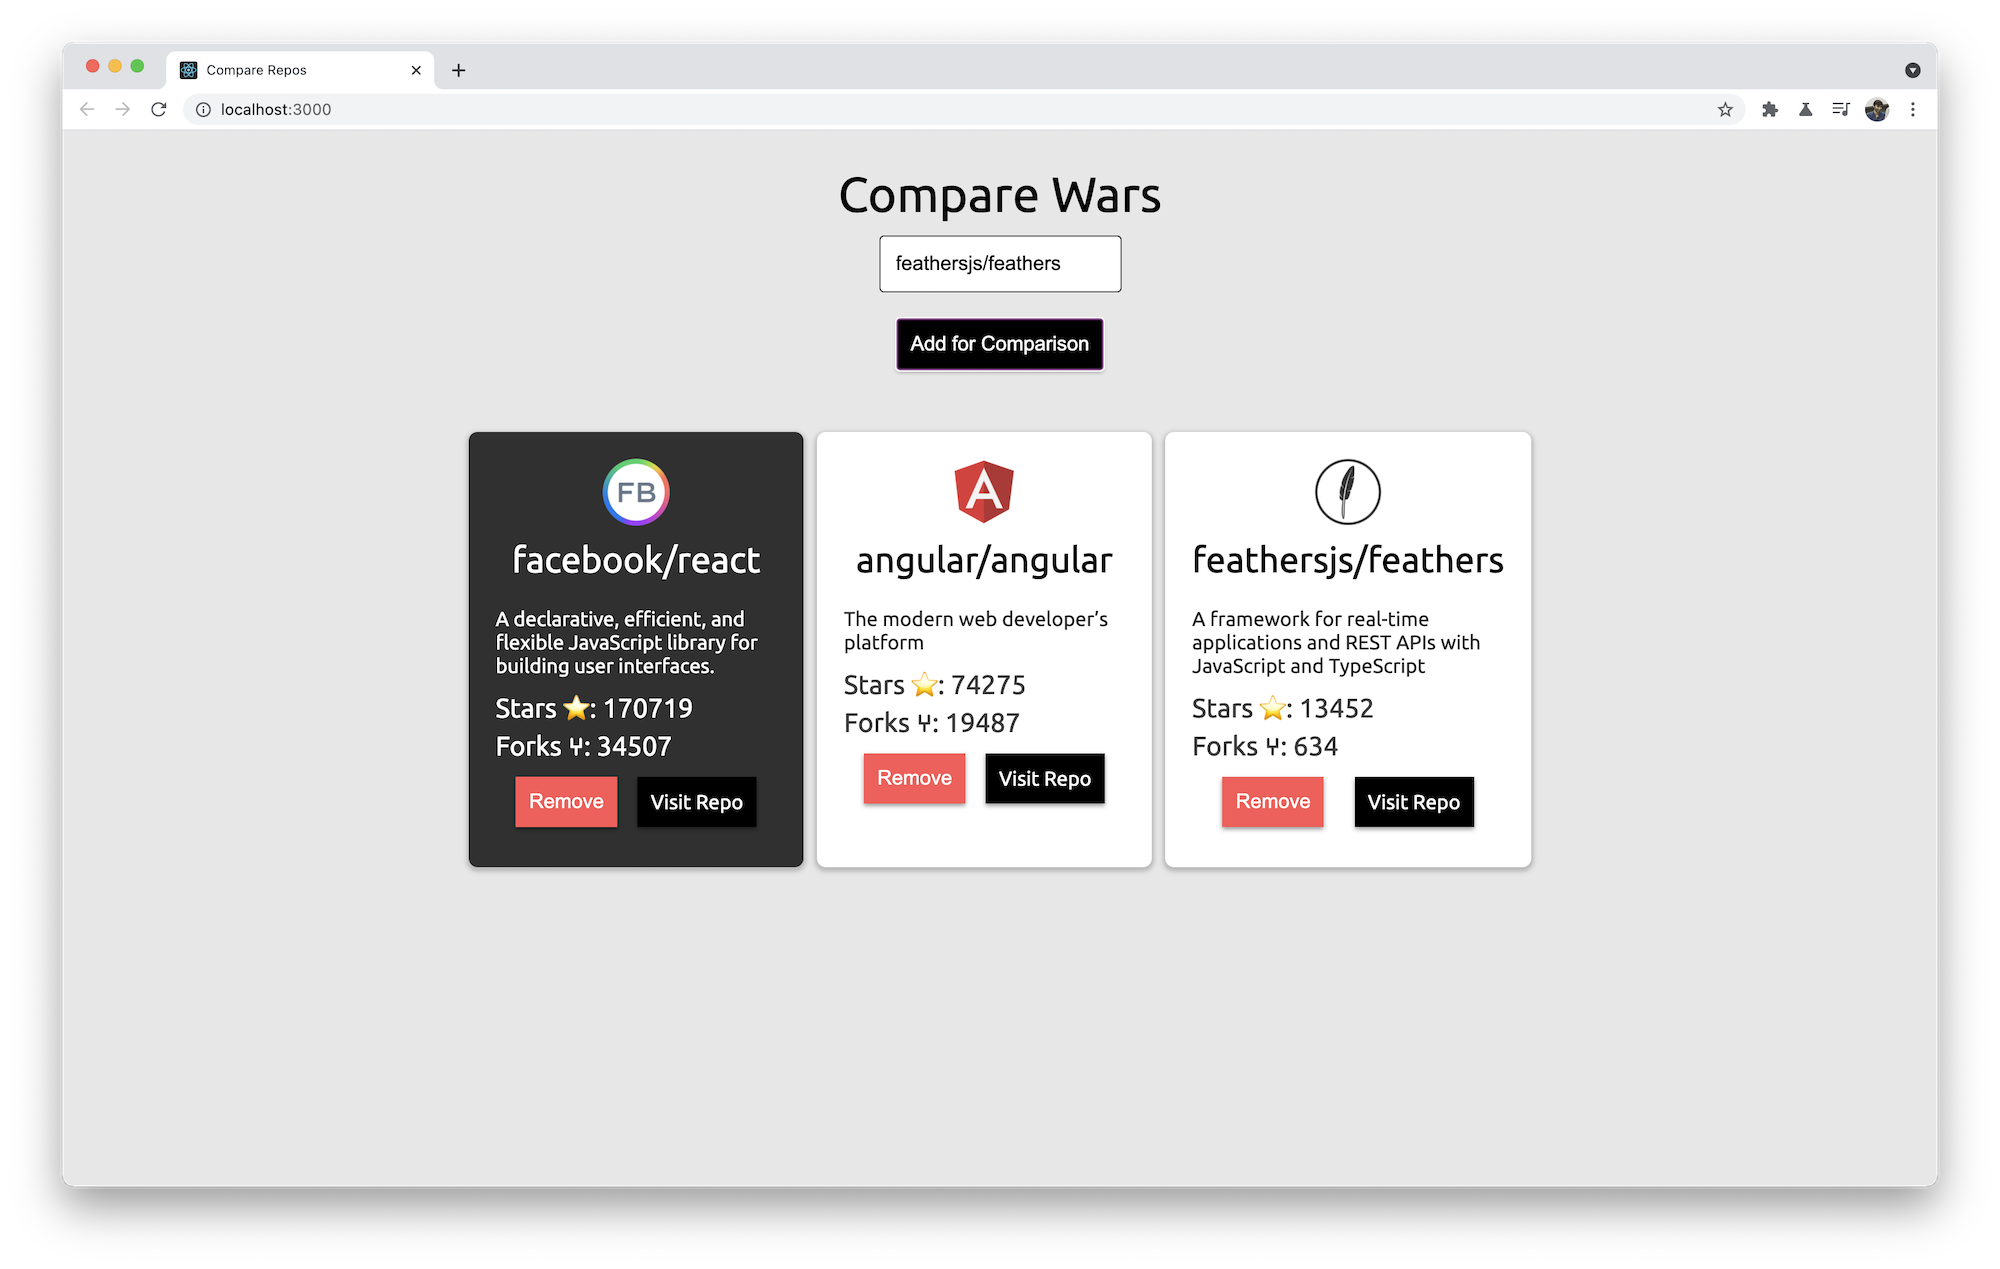 Compare Repos
localhost:3000
Compare Wars
feathersjs/feathers
Add for Comparison
FB
facebook/react
A declarative, efficient, and
flexible JavaScript library for
building user interfaces.
Stars ⭐: 170719
Forks Ⴤ: 34507
Remove
Visit Repo
A
angular/angular
The modern web developer’s
platform
Stars ⭐: 74275
Forks Ⴤ: 19487
Remove
Visit Repo
feathersjs/feathers
A framework for real-time
applications and REST APIs with
JavaScript and TypeScript
Stars ⭐: 13452
Forks Ⴤ: 634
Remove
Visit Repo